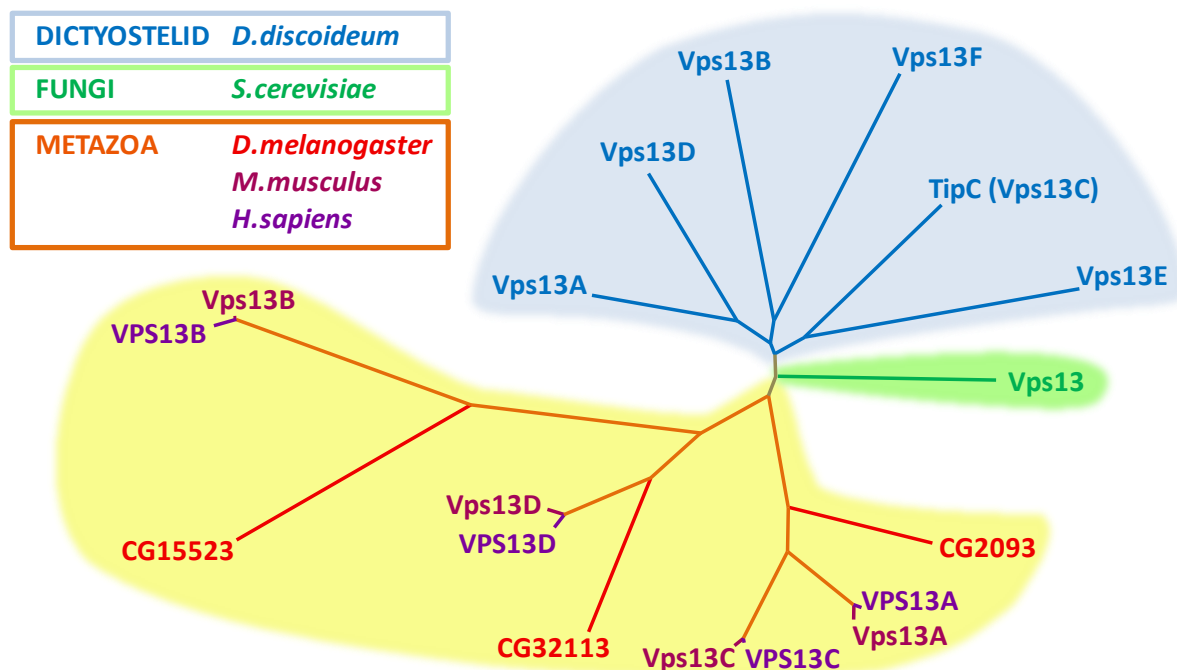 DICTYOSTELID D.discoideum
FUNGI S.cerevisiae
METAZOA D.melanogaster
M.musculus
H.sapiens
Vps13B
Vps13F
Vps13D
TipC (Vps13C)
Vps13A
Vps13E
Vps13
Vps13B
VPS13B
Vps13D
VPS13D
CG15523
CG2093
CG32113
VPS13A
Vps13A
Vps13C
VPS13C